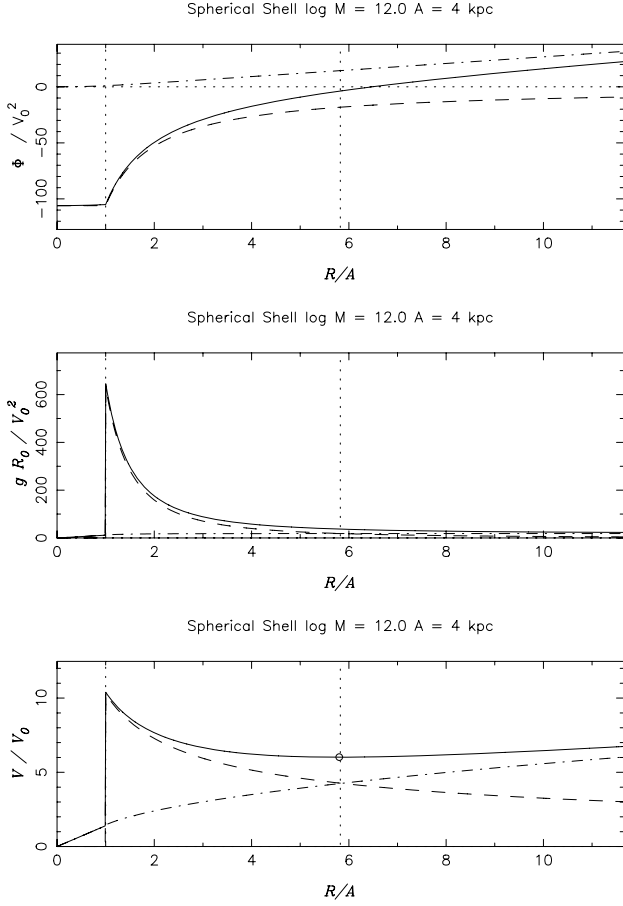 Spherical Shell log M = 12.0 A = 4 kpc
Φ / V₀²
0
−50
−100
0 2 4 6 8 10
R/A
Spherical Shell log M = 12.0 A = 4 kpc
g R₀ / V₀²
600
400
200
0
0 2 4 6 8 10
R/A
Spherical Shell log M = 12.0 A = 4 kpc
V / V₀
10
5
0
0 2 4 6 8 10
R/A